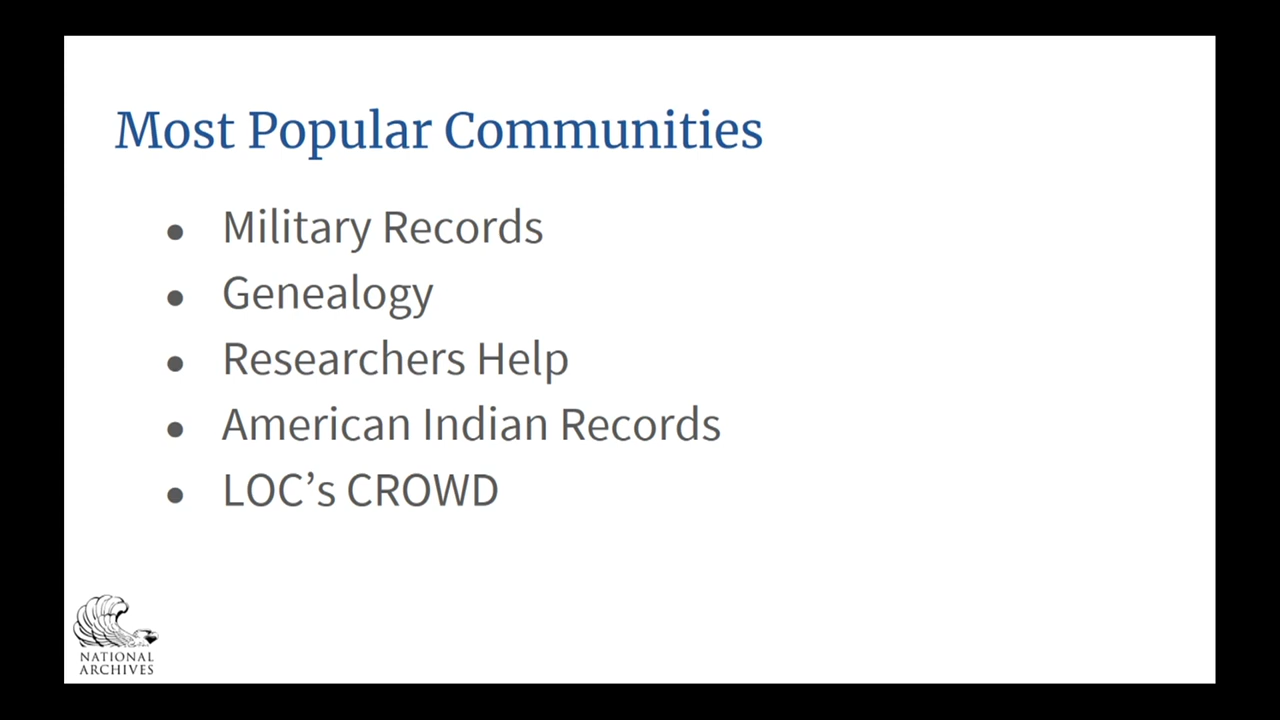 Most Popular Communities
● Military Records
● Genealogy
● Researchers Help
● American Indian Records
● LOC’s CROWD
NATIONAL
ARCHIVES